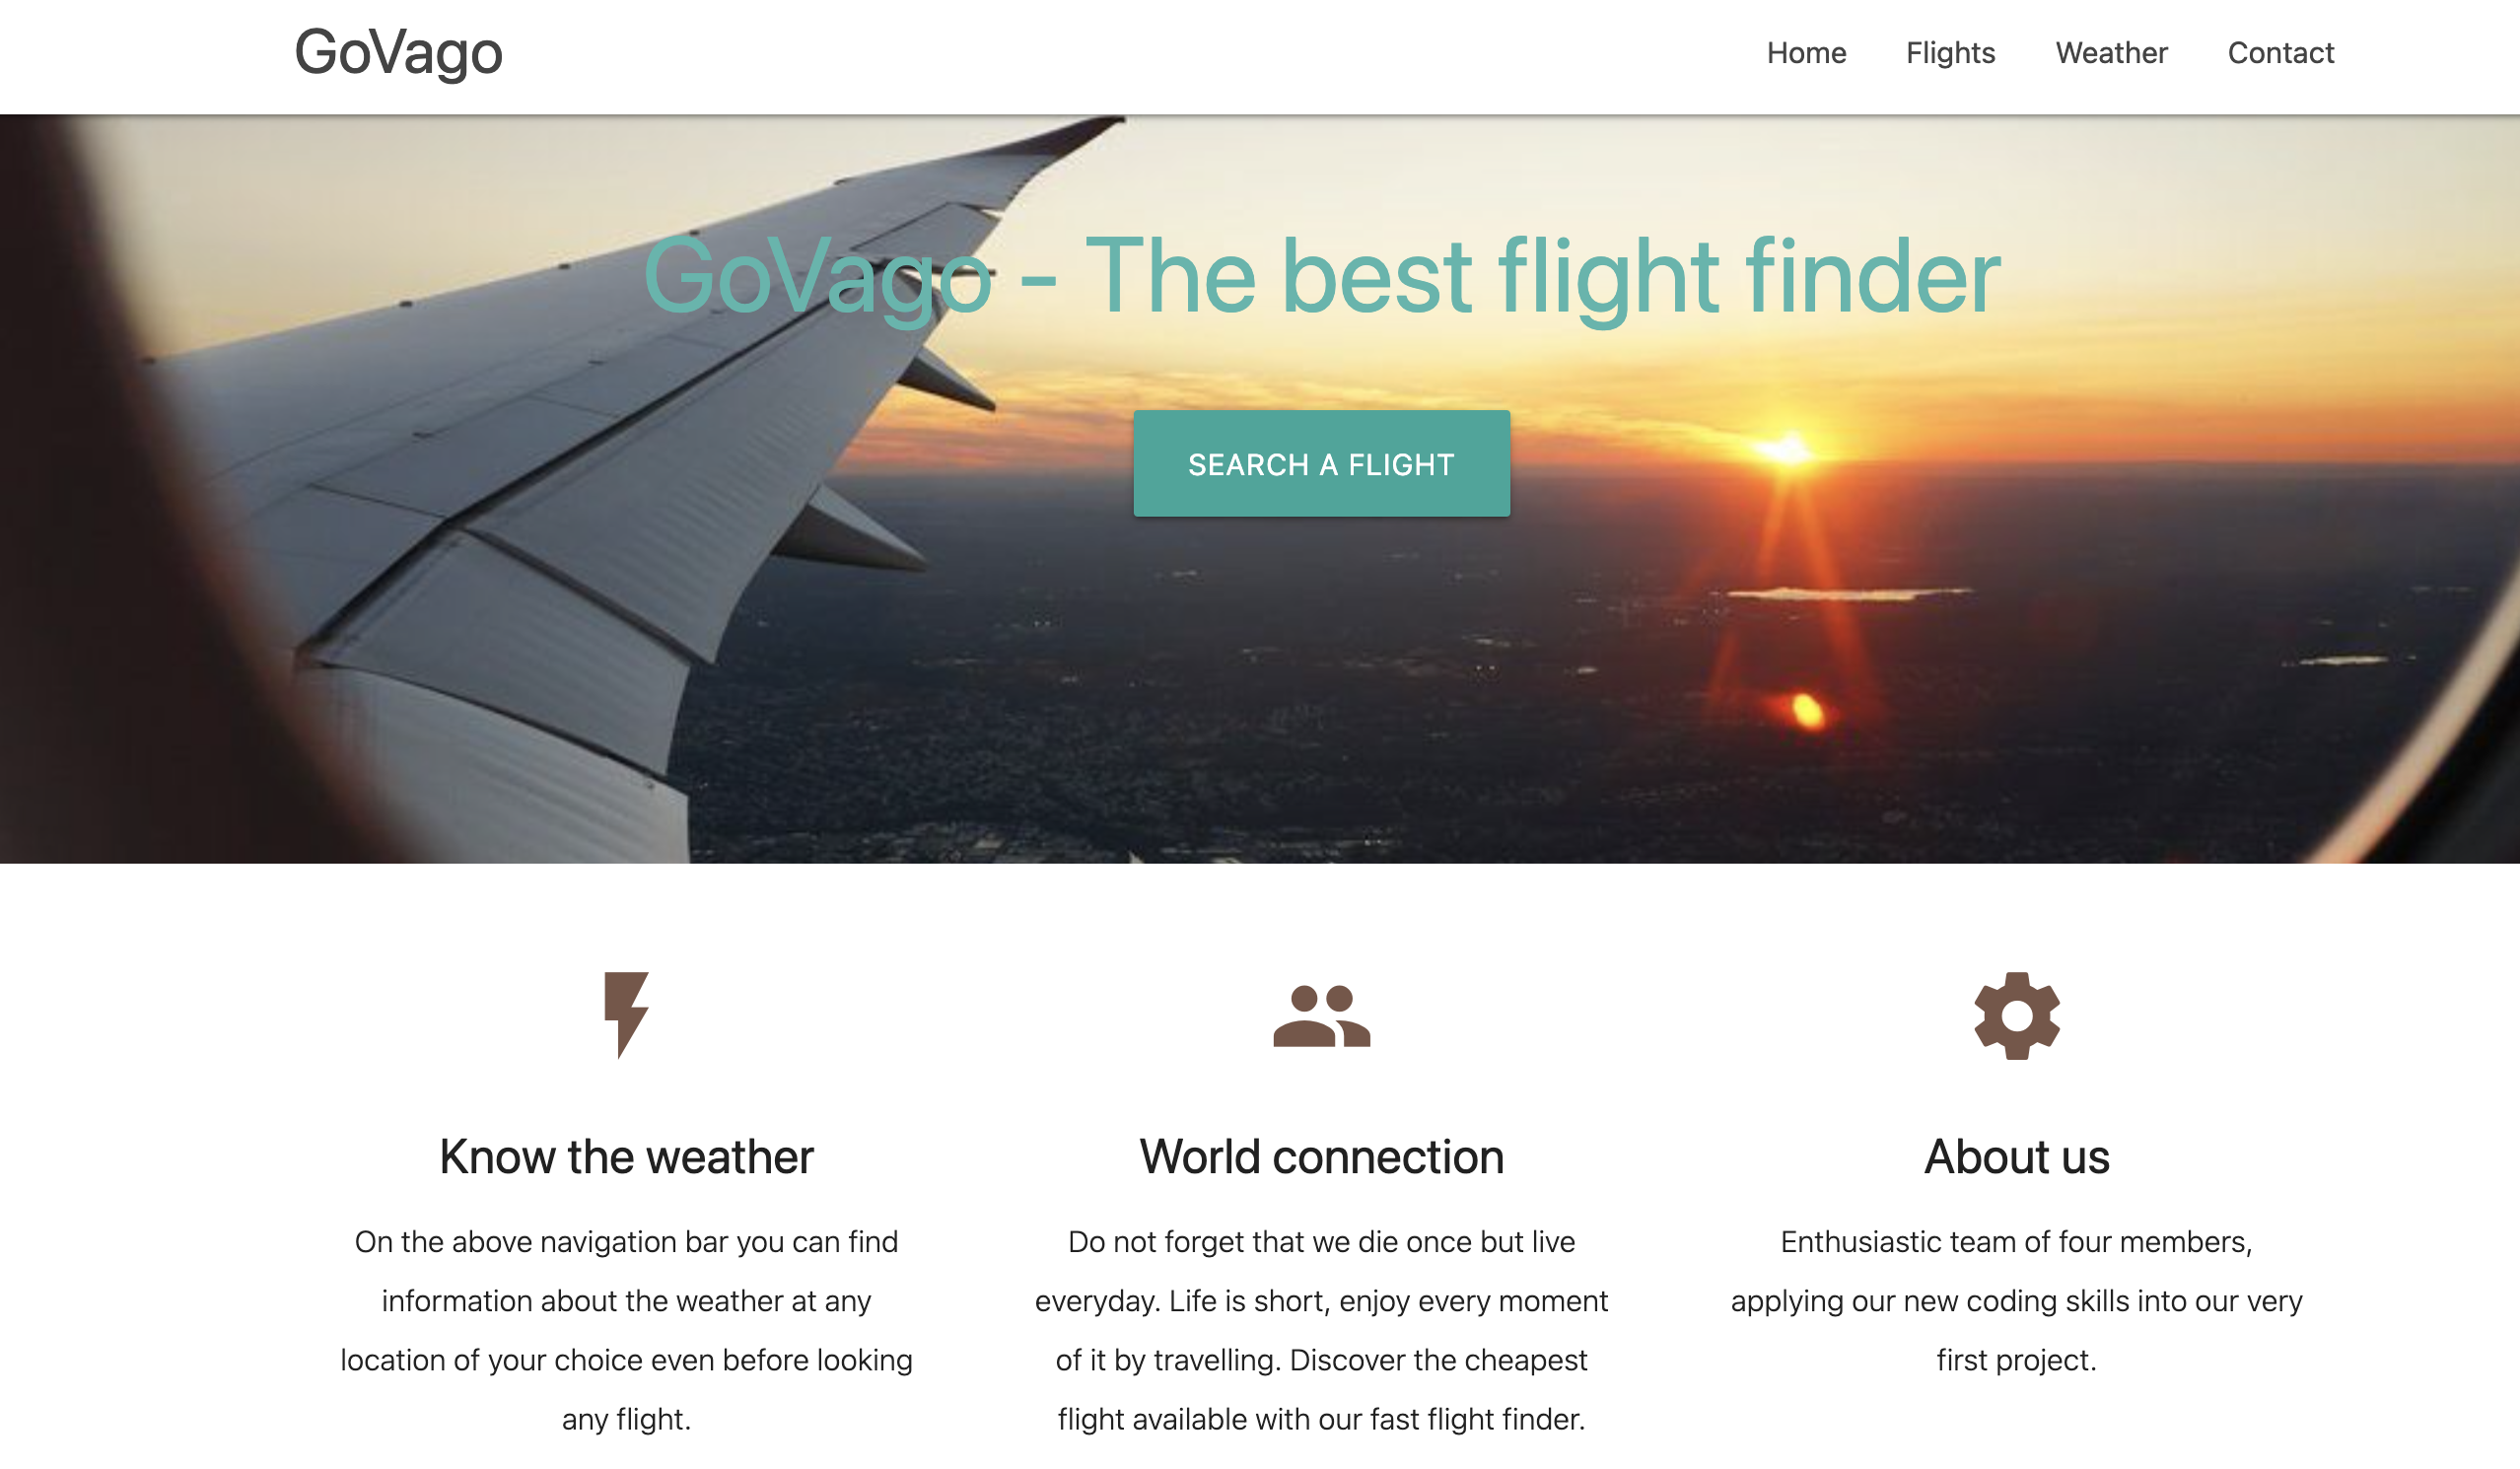 GoVago
Home Flights Weather Contact
GoVago - The best flight finder
SEARCH A FLIGHT
Know the weather
On the above navigation bar you can find
information about the weather at any
location of your choice even before looking
any flight.
World connection
Do not forget that we die once but live
everyday. Life is short, enjoy every moment
of it by travelling. Discover the cheapest
flight available with our fast flight finder.
About us
Enthusiastic team of four members,
applying our new coding skills into our very
first project.